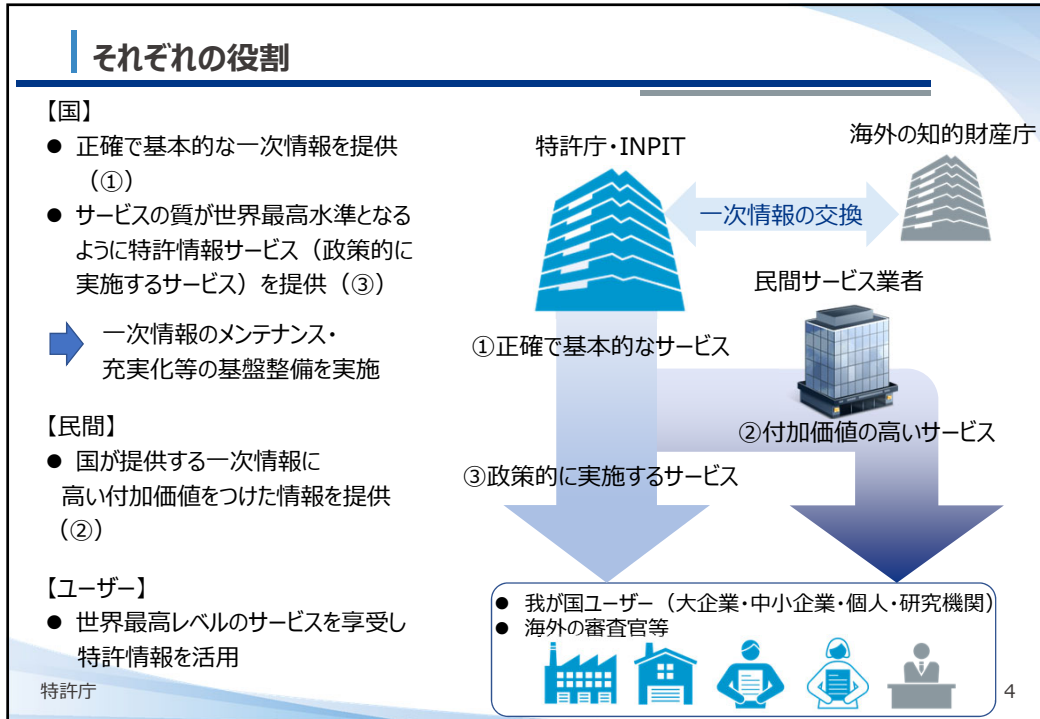 それぞれの役割
【国】
● 正確で基本的な一次情報を提供
（①）
● サービスの質が世界最高水準となる
ように特許情報サービス（政策的に
実施するサービス）を提供（③）
一次情報のメンテナンス・
充実化等の基盤整備を実施
【民間】
● 国が提供する一次情報に
高い付加価値をつけた情報を提供
（②）
【ユーザー】
● 世界最高レベルのサービスを享受し
特許情報を活用
特許庁・INPIT
海外の知的財産庁
一次情報の交換
民間サービス業者
①正確で基本的なサービス
②付加価値の高いサービス
③政策的に実施するサービス
● 我が国ユーザー（大企業・中小企業・個人・研究機関）
● 海外の審査官等
特許庁
4